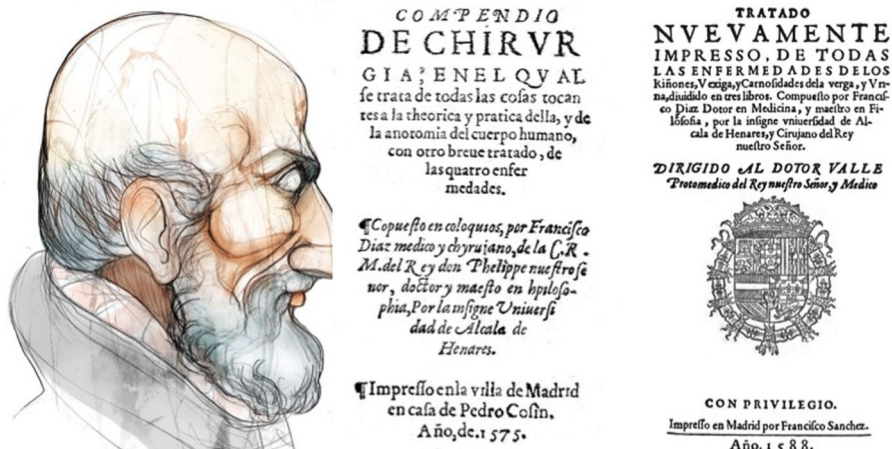 COMPENDIO
DE CHIRVR
GIA; EN EL QVAL
se trata de todas las cosas tocan
tes a la theorica y pratica della, y de
la anotomia del cuerpo humano,
con otro breue tratado, de
las quatro enfer
medades.
¶Copuesto en coloquios, por Francisco
Diaz medico y chyrujano, de la C. R.
M. del Rey don Phelippe nuestro se
nor, doctor y maesto en hpiloso-
phia, Por la insigne Vniuersi
dad de Alcala de
Henares.
¶Impresso en la villa de Madrid
en casa de Pedro Cosin.
Año, de. 1575.
TRATADO
NVEVAMENTE
IMPRESSO, DE TODAS
LAS ENFERMEDADES DE LOS
Riñones, Vexiga, y Carnosidades dela verga, y Vri-
na, diuidido en tres libros. Compuesto por Francis-
co Diaz Dotor en Medicina, y maestro en Fi-
losofia, por la insigne vniuersidad de Al-
cala de Henares, y Cirujano del Rey
nuestro Señor.
DIRIGIDO AL DOTOR VALLE
Protomedico del Rey nuestro Señor, y Medico
CON PRIVILEGIO.
Impresso en Madrid por Francisco Sanchez.
Año. 1588.